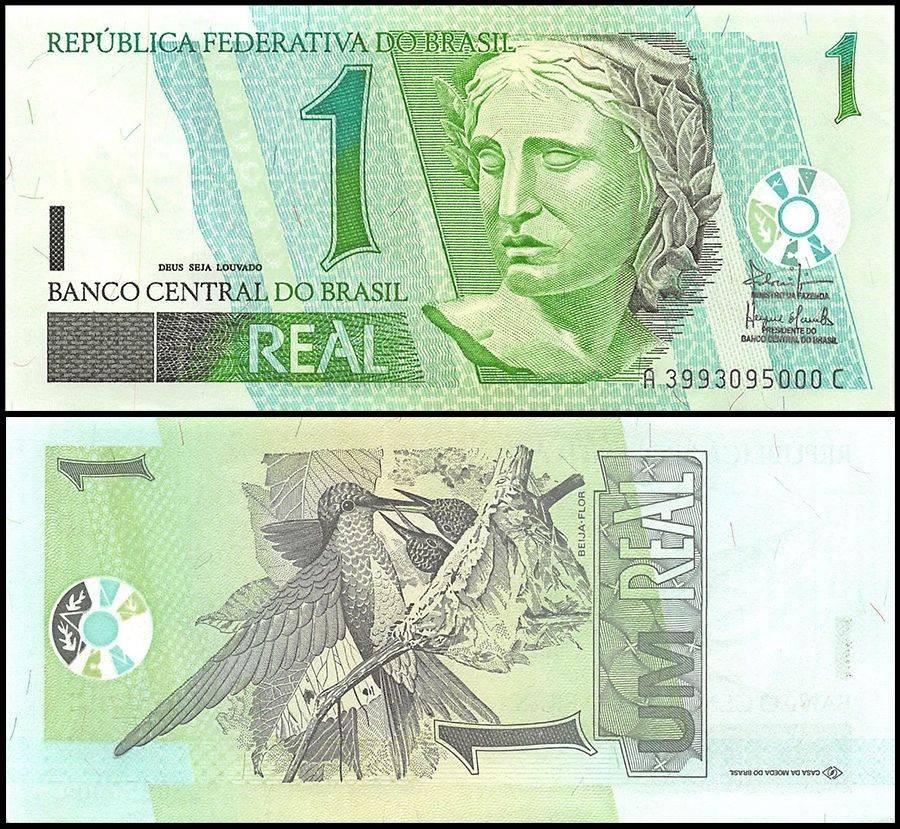 REPÚBLICA FEDERATIVA DO BRASIL
1
1
1
DEUS SEJA LOUVADO
BANCO CENTRAL DO BRASIL
REAL
MINISTRO DA FAZENDA
PRESIDENTE DO
BANCO CENTRAL DO BRASIL
A 3993095000 C
1
BEIJA-FLOR
UM REAL
1
CASA DA MOEDA DO BRASIL